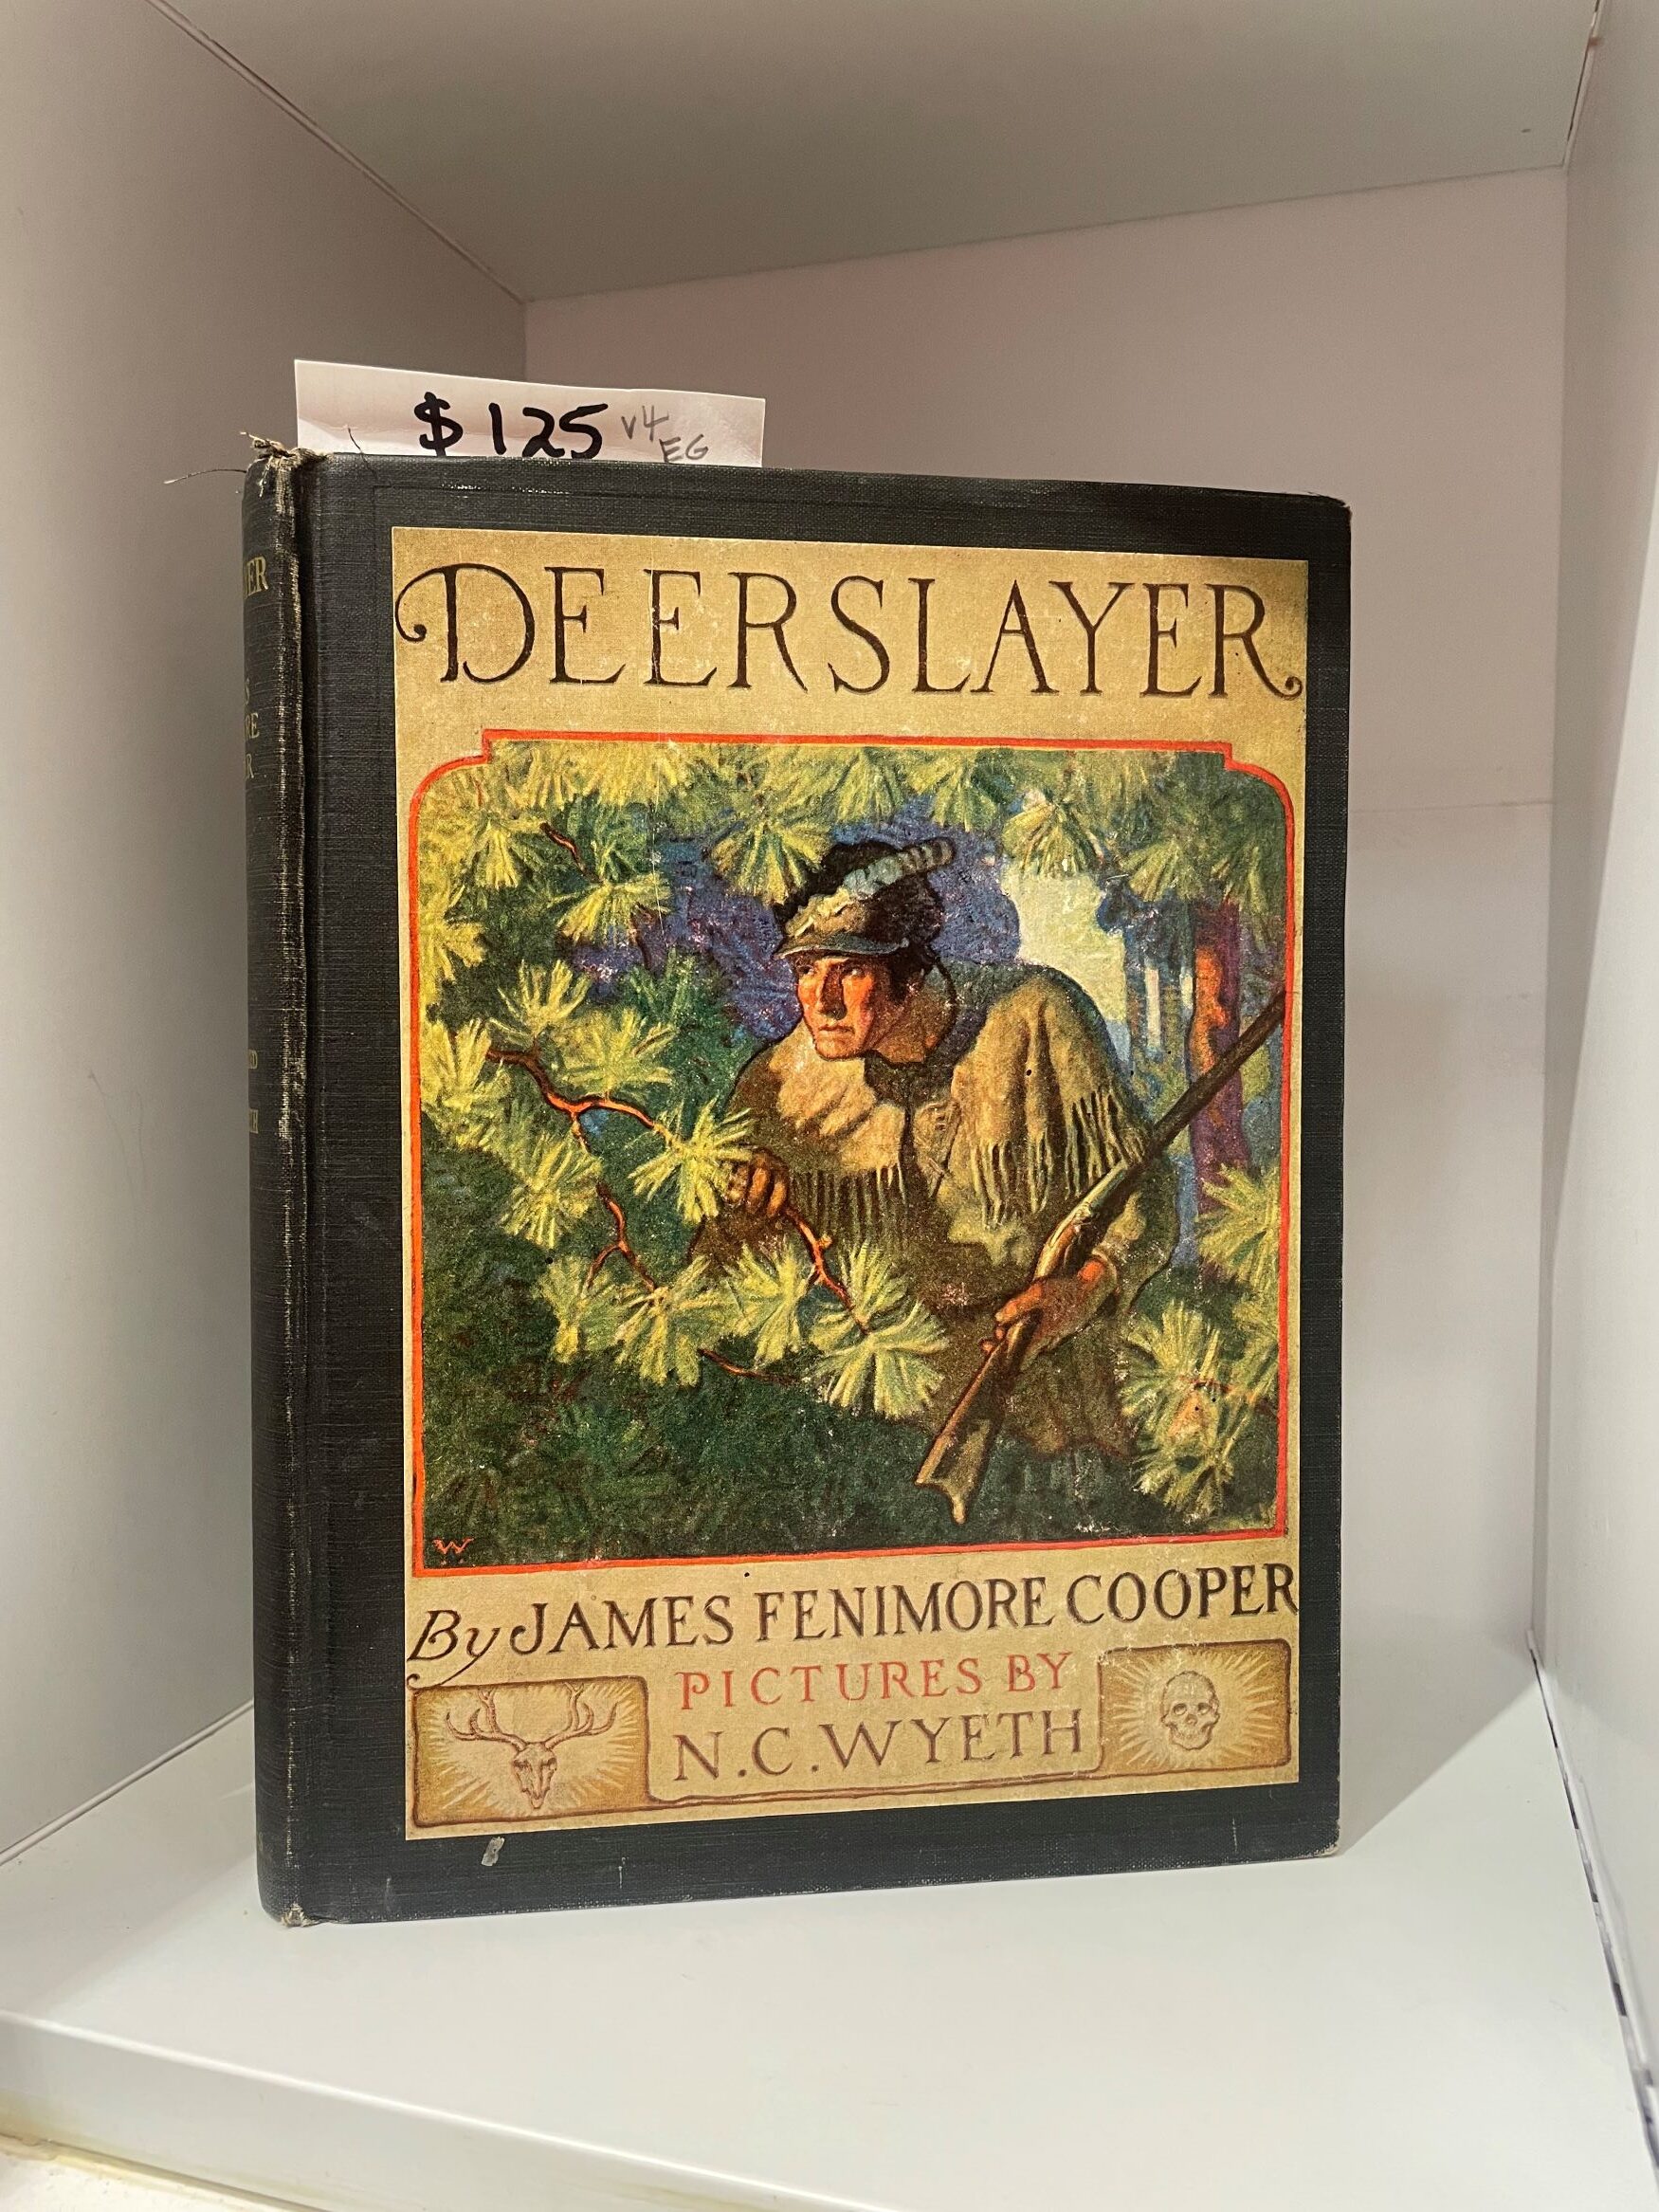 $125 V4
EG
DEERSLAYER
W
By JAMES FENIMORE COOPER
PICTURES BY
N.C. WYETH